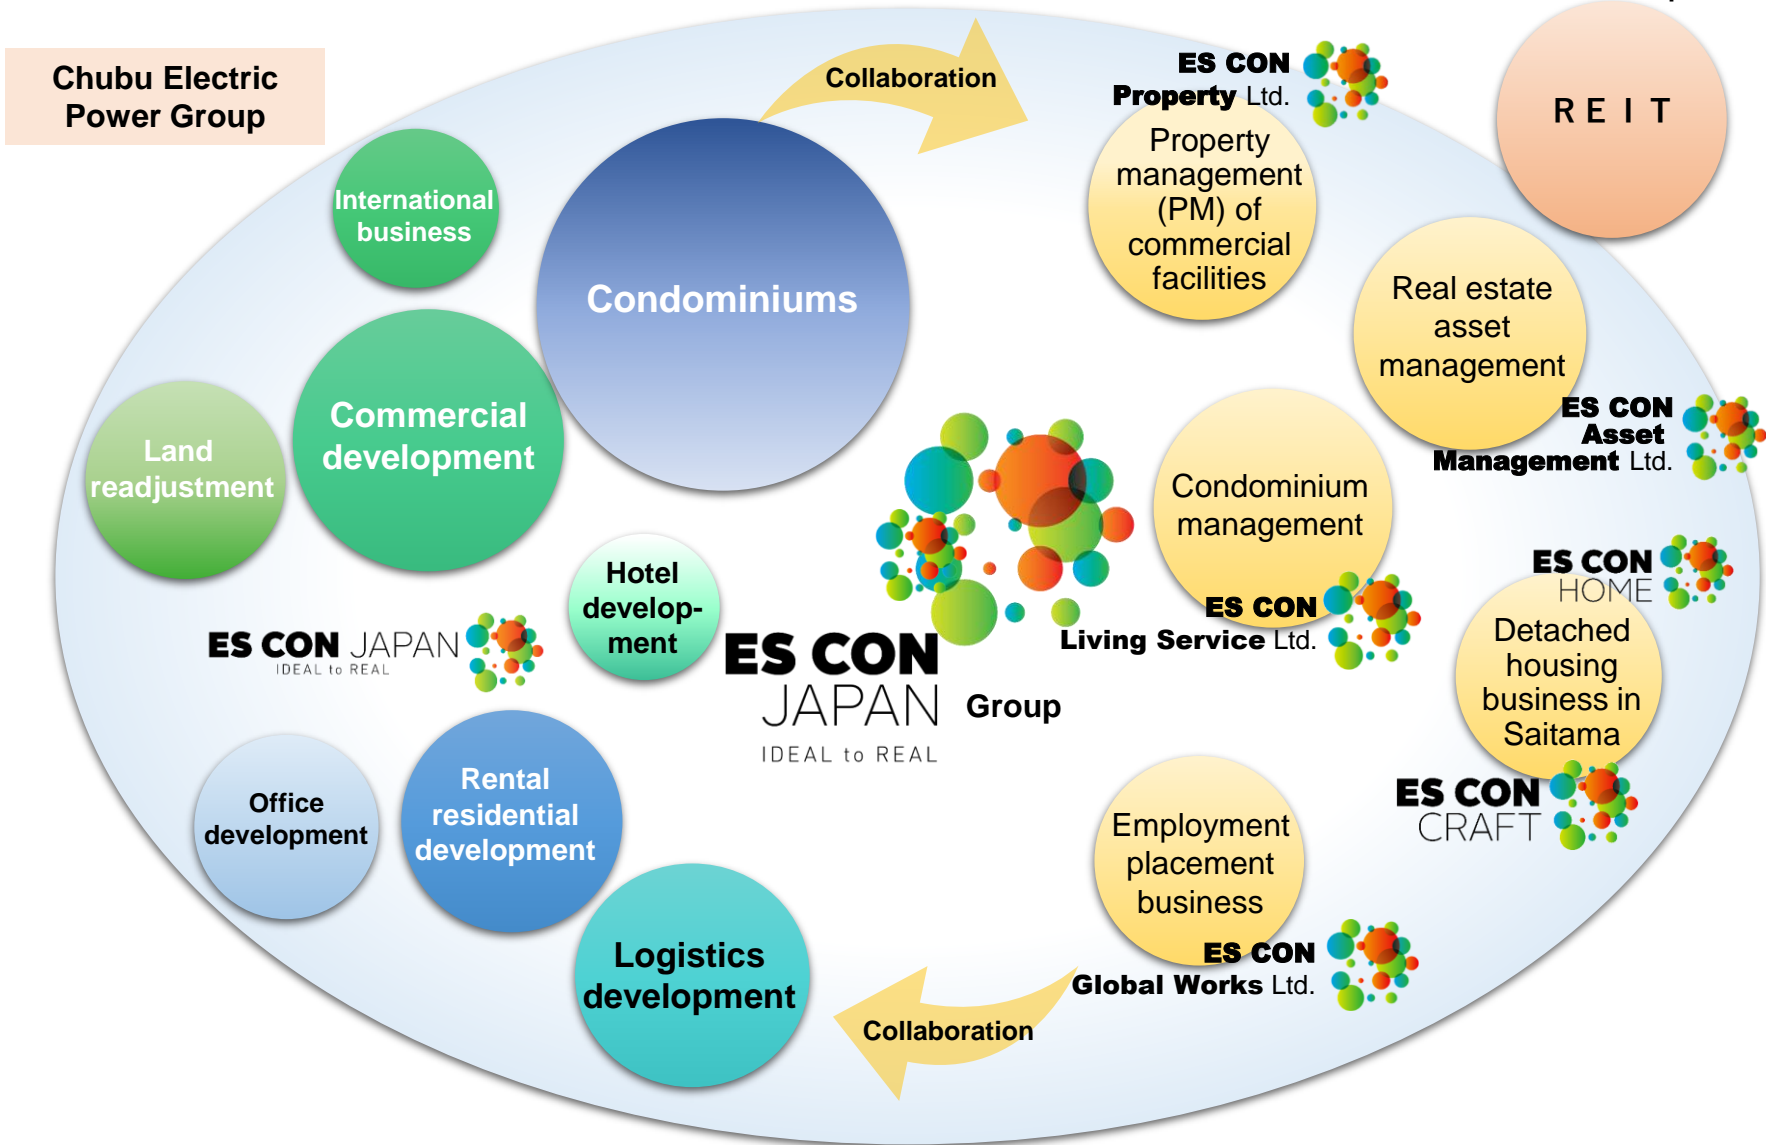 Chubu Electric
Power Group
Collaboration
ES CON
Property Ltd.
Property
management
(PM) of
commercial
facilities
REIT
International
business
Condominiums
Real estate
asset
management
ES CON
Asset
Management Ltd.
Commercial
development
Land
readjustment
Condominium
management
ES CON
Living Service Ltd.
Hotel
develop-
ment
ES CON JAPAN
IDEAL to REAL
ES CON
JAPAN
IDEAL to REAL
Group
ES CON
HOME
Detached
housing
business in
Saitama
ES CON
CRAFT
Office
development
Rental
residential
development
Logistics
development
Employment
placement
business
ES CON
Global Works Ltd.
Collaboration